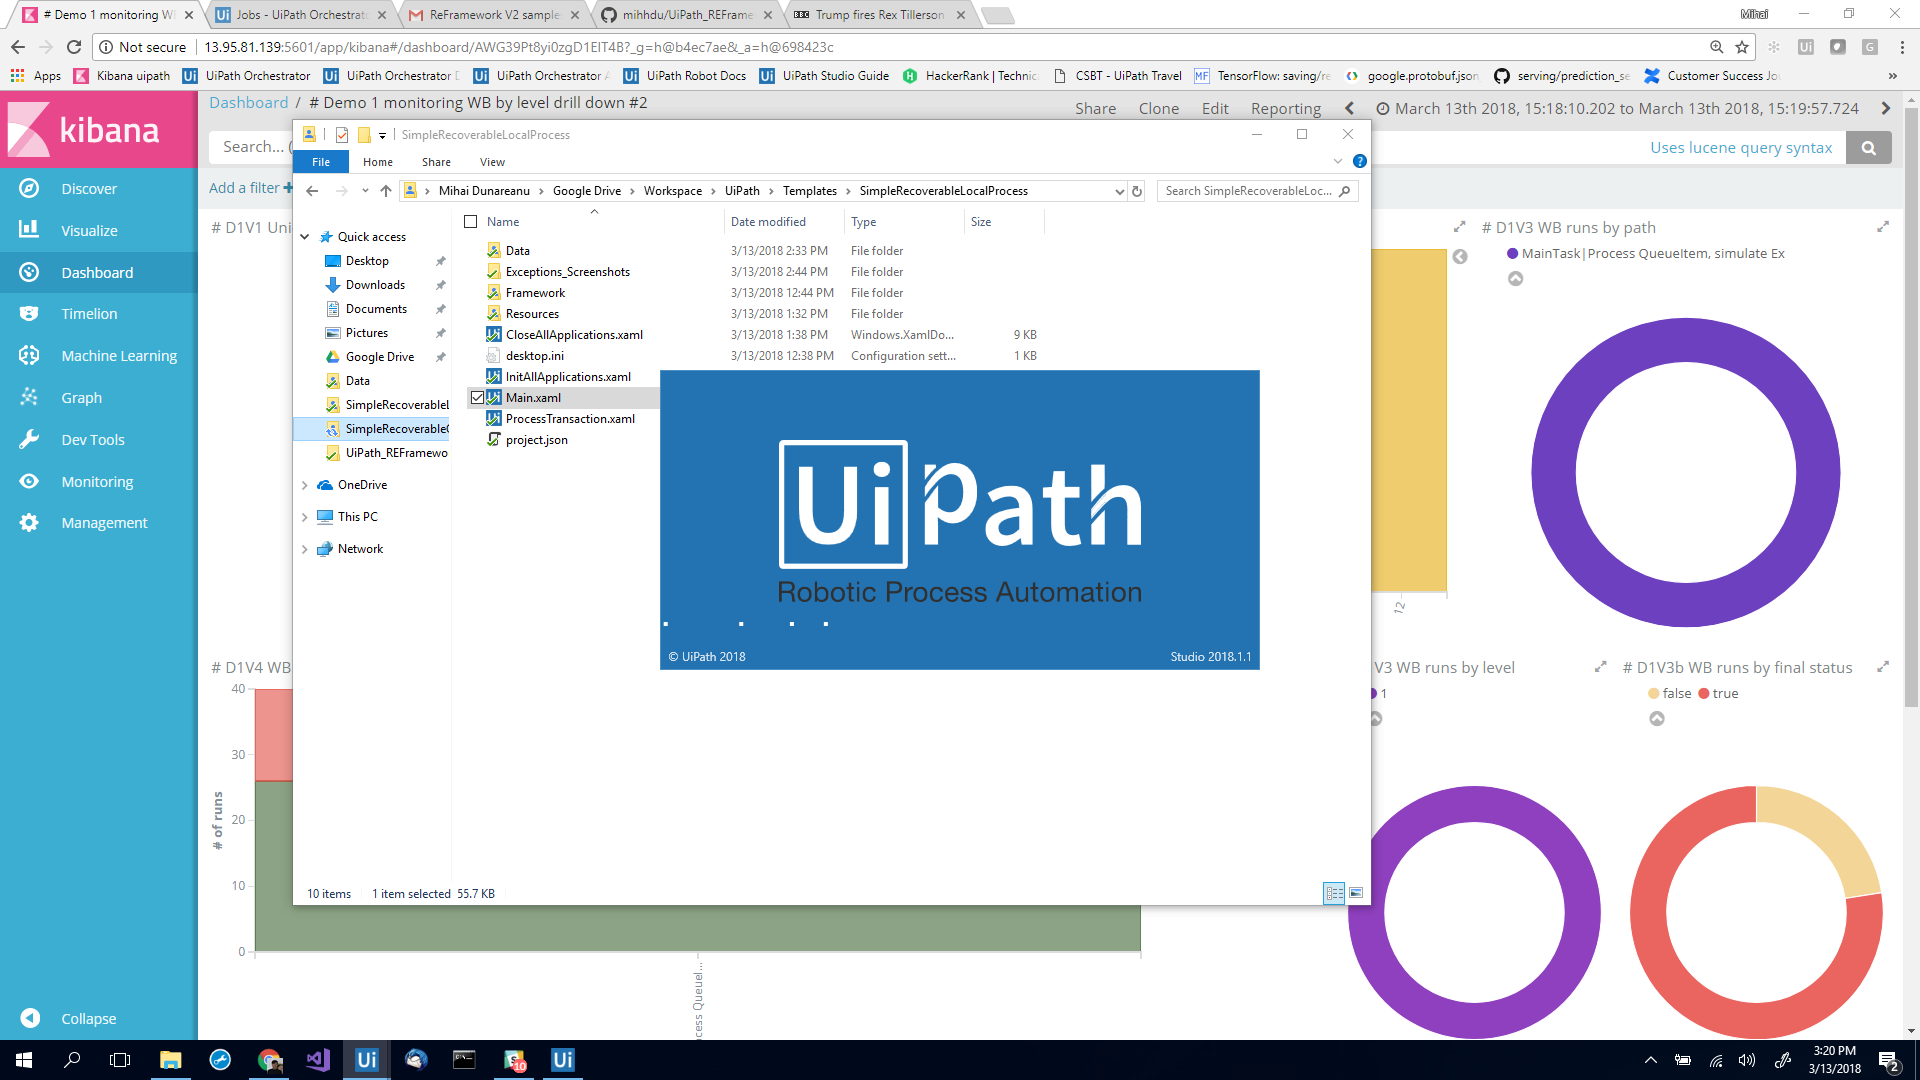 # Demo 1 monitoring W
Jobs - UiPath Orchestrato
ReFramework V2 sample
mihhdu/UiPath_REFrame
BBC Trump fires Rex Tillerson
Mihai
Not secure
13.95.81.139:5601/app/kibana#/dashboard/AWG39Pt8yi0zgD1EIT4B?_g=h@b4ec7ae&_a=h@698423c
Apps
Kibana uipath
UiPath Orchestrator
UiPath Orchestrator
UiPath Orchestrator
UiPath Robot Docs
UiPath Studio Guide
HackerRank | Technic
CSBT - UiPath Travel
MF TensorFlow: saving/re
google.protobuf.json
serving/prediction_se
Customer Success Jou
»
kibana
Discover
Visualize
Dashboard
Timelion
Machine Learning
Graph
Dev Tools
Monitoring
Management
Collapse
Dashboard / # Demo 1 monitoring WB by level drill down #2
Share
Clone
Edit
Reporting
March 13th 2018, 15:18:10.202 to March 13th 2018, 15:19:57.724
Search... (
Uses lucene query syntax
Add a filter +
SimpleRecoverableLocalProcess
File
Home
Share
View
Mihai Dunareanu
Google Drive
Workspace
UiPath
Templates
SimpleRecoverableLocalProcess
Search SimpleRecoverableLoc...
Quick access
Desktop
Downloads
Documents
Pictures
Google Drive
Data
SimpleRecoverableL
SimpleRecoverable
UiPath_REFramewo
OneDrive
This PC
Network
Name
Date modified
Type
Size
Data 3/13/2018 2:33 PM File folder
Exceptions_Screenshots 3/13/2018 2:44 PM File folder
Framework 3/13/2018 12:44 PM File folder
Resources 3/13/2018 1:32 PM File folder
CloseAllApplications.xaml 3/13/2018 1:38 PM Windows.XamlDo... 9 KB
desktop.ini 3/13/2018 12:38 PM Configuration sett... 1 KB
InitAllApplications.xaml
Main.xaml
ProcessTransaction.xaml
project.json
UiPath
Robotic Process Automation
© UiPath 2018
Studio 2018.1.1
10 items
1 item selected 55.7 KB
# D1V1 Uni
# D1V3 WB runs by path
MainTask|Process QueueItem, simulate Ex
12
# D1V4 WB
40
30
20
10
0
# of runs
cess Queuel...
V3 WB runs by level
1
# D1V3b WB runs by final status
false
true
10
3:20 PM
3/13/2018
2